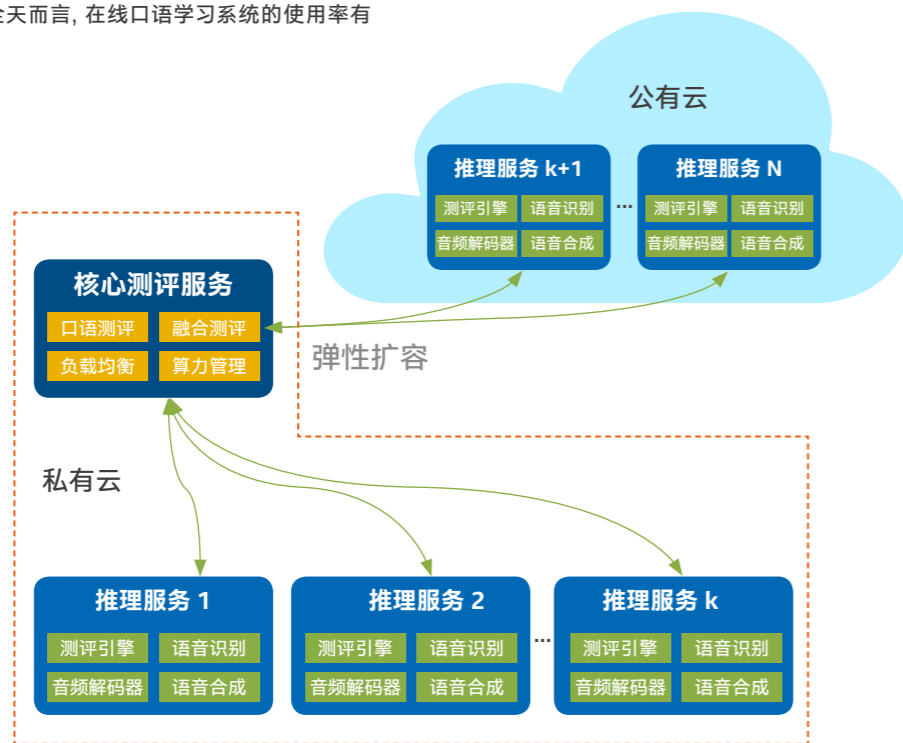 全天而言, 在线口语学习系统的使用率有
公有云
推理服务 k+1
测评引擎 语音识别
音频解码器 语音合成
...
推理服务 N
测评引擎 语音识别
音频解码器 语音合成
核心测评服务
口语测评 融合测评
负载均衡 算力管理
弹性扩容
私有云
推理服务 1
测评引擎 语音识别
音频解码器 语音合成
推理服务 2
测评引擎 语音识别
音频解码器 语音合成
...
推理服务 k
测评引擎 语音识别
音频解码器 语音合成